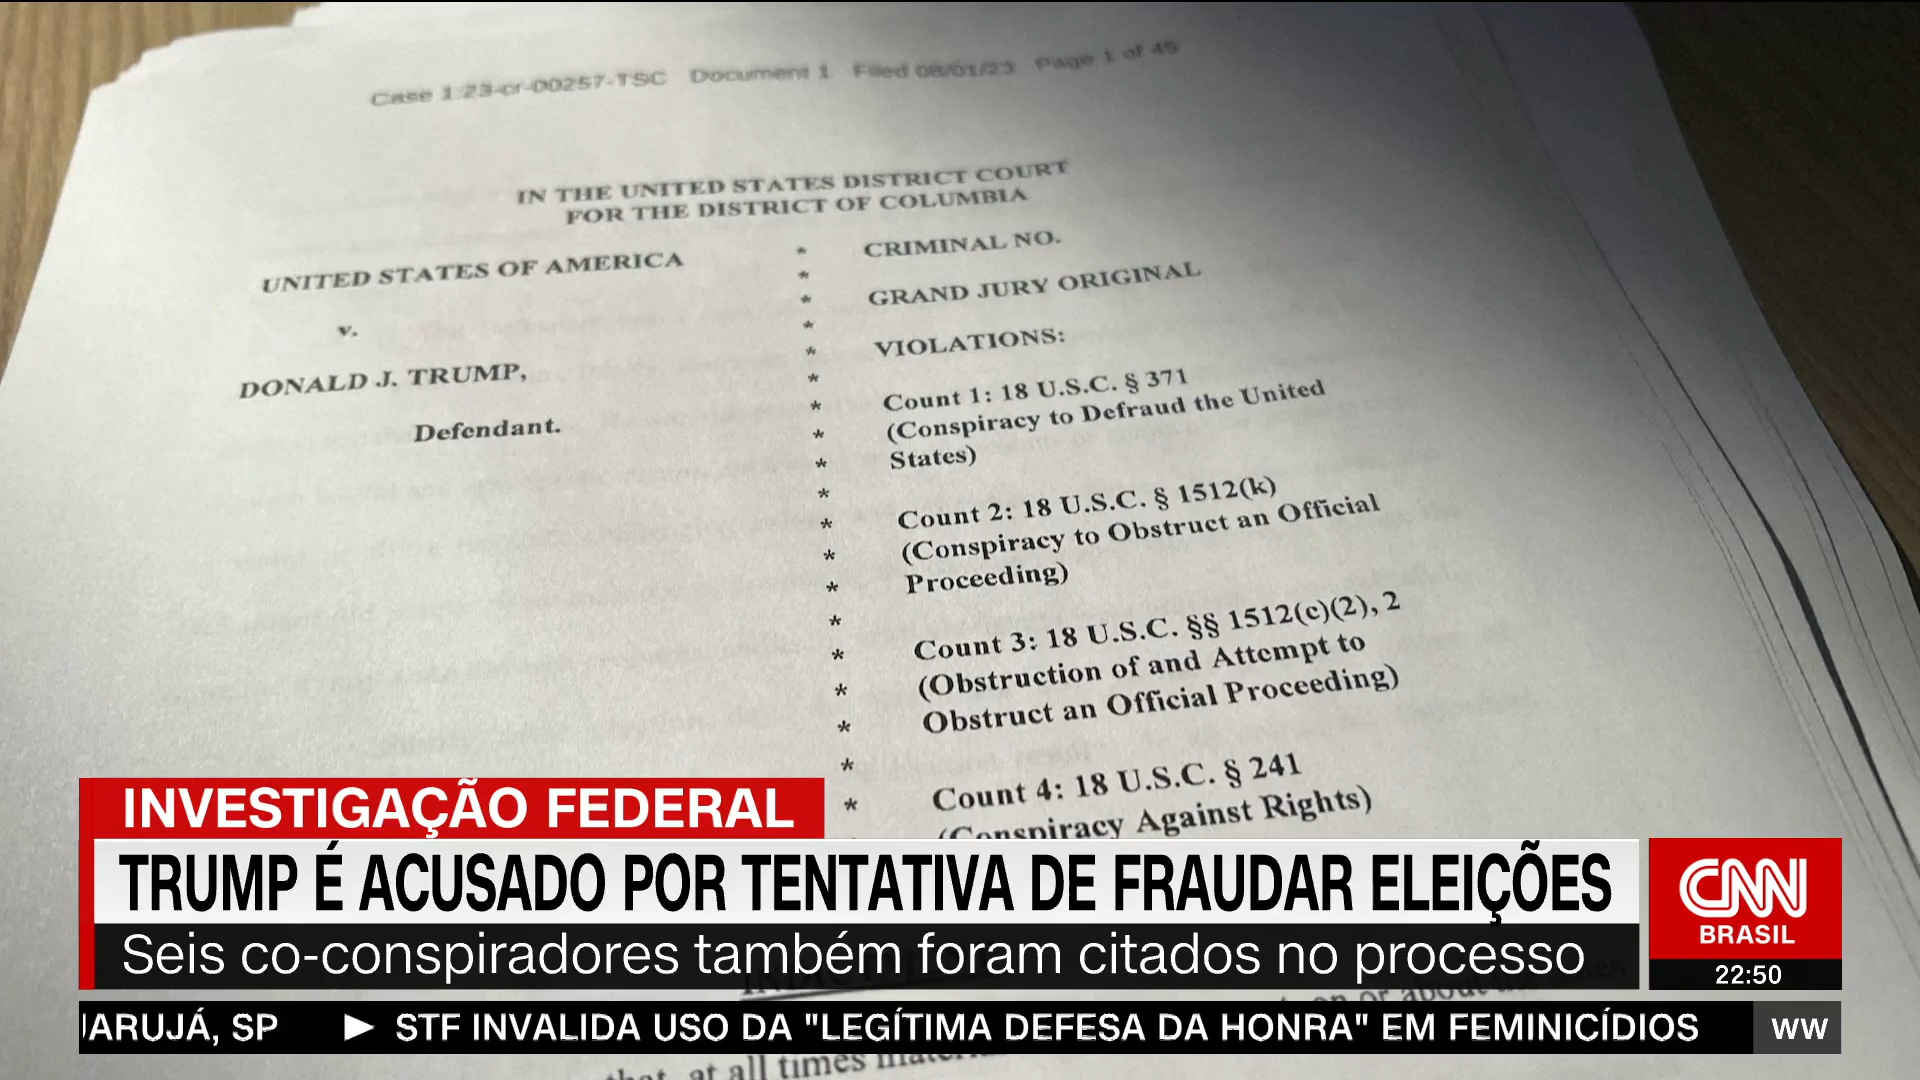 Case 1:23-cr-00257-TSC Document 1 Filed 08/01/23 Page 1 of 45
IN THE UNITED STATES DISTRICT COURT
FOR THE DISTRICT OF COLUMBIA
UNITED STATES OF AMERICA
v.
DONALD J. TRUMP,
Defendant.
CRIMINAL NO.
GRAND JURY ORIGINAL
VIOLATIONS:
Count 1: 18 U.S.C. § 371
(Conspiracy to Defraud the United
States)
Count 2: 18 U.S.C. § 1512(k)
(Conspiracy to Obstruct an Official
Proceeding)
Count 3: 18 U.S.C. §§ 1512(c)(2), 2
(Obstruction of and Attempt to
Obstruct an Official Proceeding)
Count 4: 18 U.S.C. § 241
(Conspiracy Against Rights)
INVESTIGAÇÃO FEDERAL
TRUMP É ACUSADO POR TENTATIVA DE FRAUDAR ELEIÇÕES
Seis co-conspiradores também foram citados no processo
CNN
BRASIL
22:50
on or about
JARUJÁ, SP ▶ STF INVALIDA USO DA "LEGÍTIMA DEFESA DA HONRA" EM FEMINICÍDIOS
WW
that, at all times